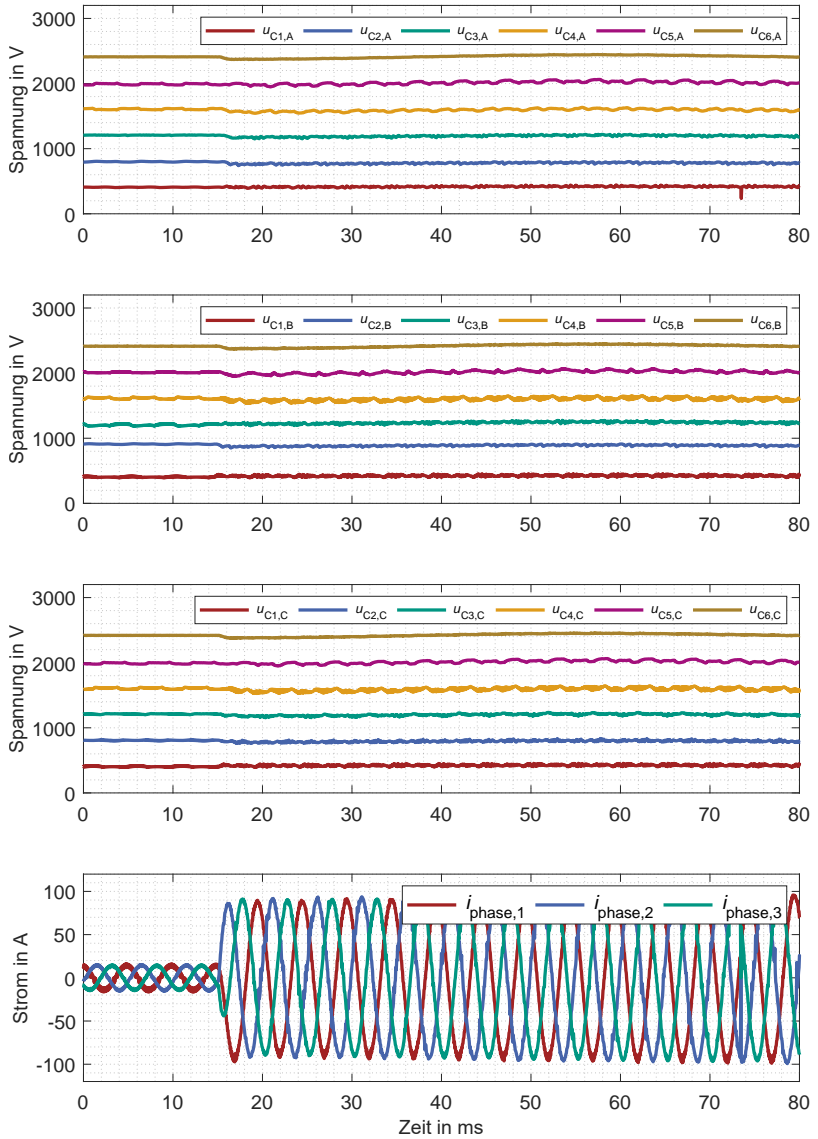 3000
2000
1000
0
Spannung in V
u_C1,A u_C2,A u_C3,A u_C4,A u_C5,A u_C6,A
0 10 20 30 40 50 60 70 80
3000
2000
1000
0
Spannung in V
u_C1,B u_C2,B u_C3,B u_C4,B u_C5,B u_C6,B
0 10 20 30 40 50 60 70 80
3000
2000
1000
0
Spannung in V
u_C1,C u_C2,C u_C3,C u_C4,C u_C5,C u_C6,C
0 10 20 30 40 50 60 70 80
100
50
0
-50
-100
Strom in A
i_phase,1 i_phase,2 i_phase,3
0 10 20 30 40 50 60 70 80
Zeit in ms